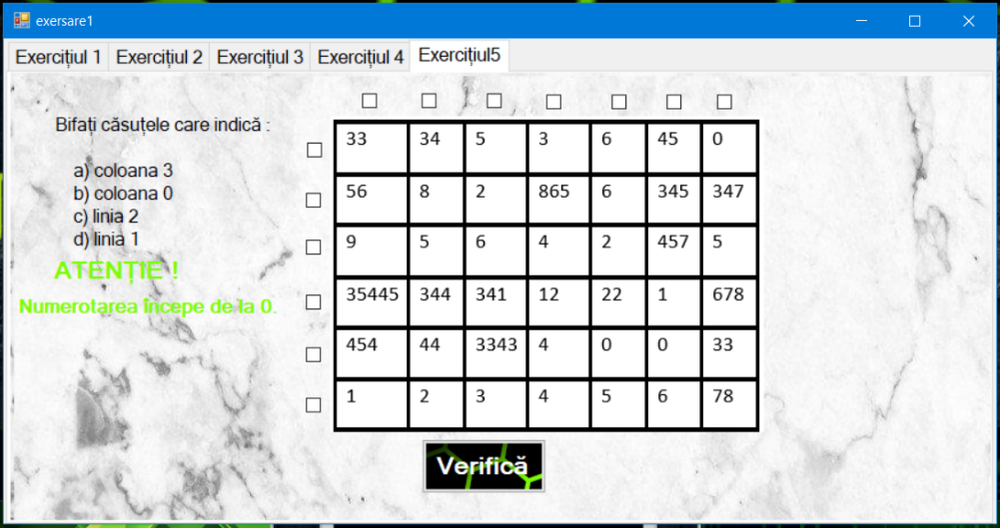 exersare1
Exercițiul 1 Exercițiul 2 Exercițiul 3 Exercițiul 4 Exercițiul5
Bifați căsuțele care indică :
a) coloana 3
b) coloana 0
c) linia 2
d) linia 1
ATENȚIE !
Numerotarea începe de la 0.
33 34 5 3 6 45 0
56 8 2 865 6 345 347
9 5 6 4 2 457 5
35445 344 341 12 22 1 678
454 44 3343 4 0 0 33
1 2 3 4 5 6 78
Verifică